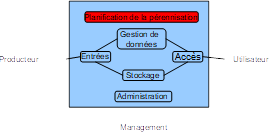 Planification de la pérennisation
Gestion de
données
Producteur
Entrées
Accès
Utilisateur
Stockage
Administration
Management